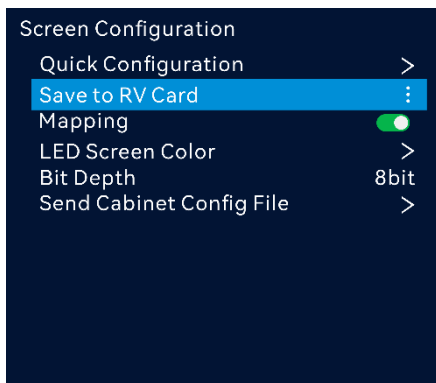 Screen Configuration
Quick Configuration >
Save to RV Card ⋮
Mapping
LED Screen Color >
Bit Depth 8bit
Send Cabinet Config File >